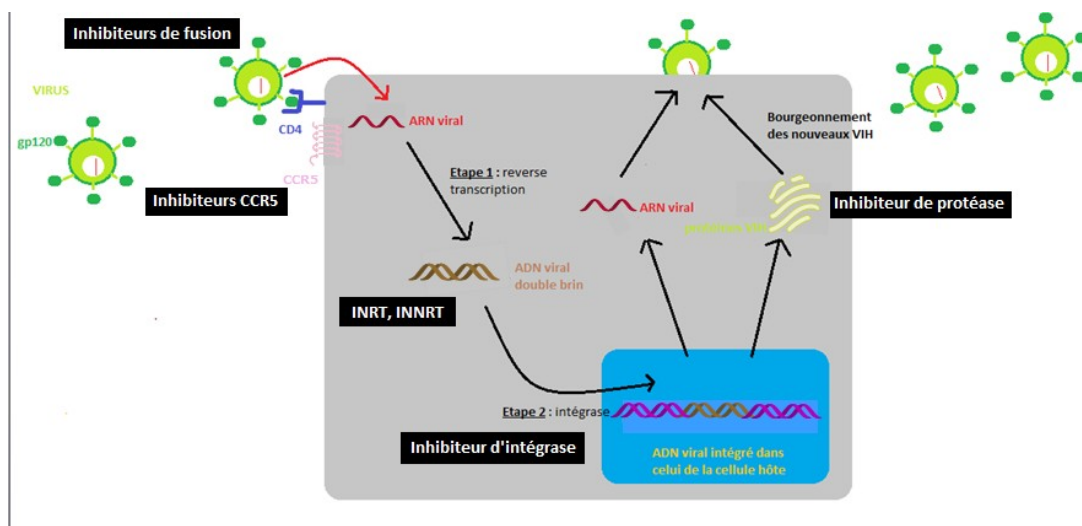 Inhibiteurs de fusion
VIRUS
gp120
CD4
CCR5
Inhibiteurs CCR5
ARN viral
Etape 1 : reverse
transcription
ADN viral
double brin
INRT, INNRT
Etape 2 : intégrase
Inhibiteur d'intégrase
ADN viral intégré dans
celui de la cellule hôte
ARN viral
protéines VIH
Inhibiteur de protéase
Bourgeonnement
des nouveaux VIH